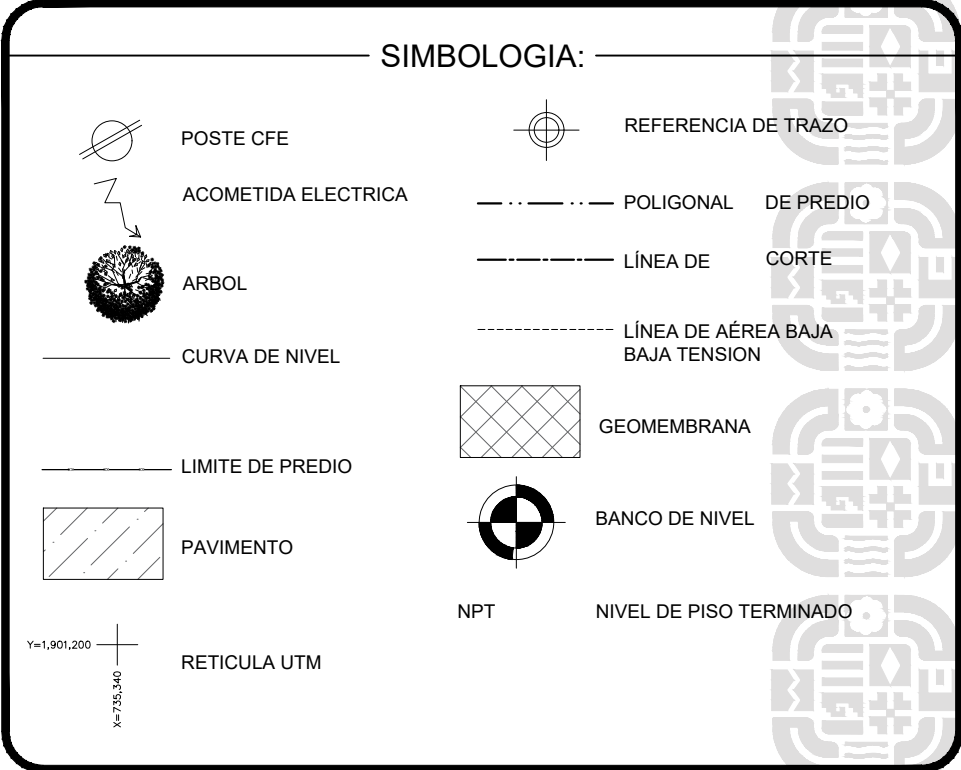 SIMBOLOGIA:
POSTE CFE
ACOMETIDA ELECTRICA
ARBOL
CURVA DE NIVEL
LIMITE DE PREDIO
PAVIMENTO
Y=1,901,200
X=735,340
RETICULA UTM
REFERENCIA DE TRAZO
POLIGONAL DE PREDIO
LÍNEA DE CORTE
LÍNEA DE AÉREA BAJA
BAJA TENSION
GEOMEMBRANA
BANCO DE NIVEL
NPT NIVEL DE PISO TERMINADO